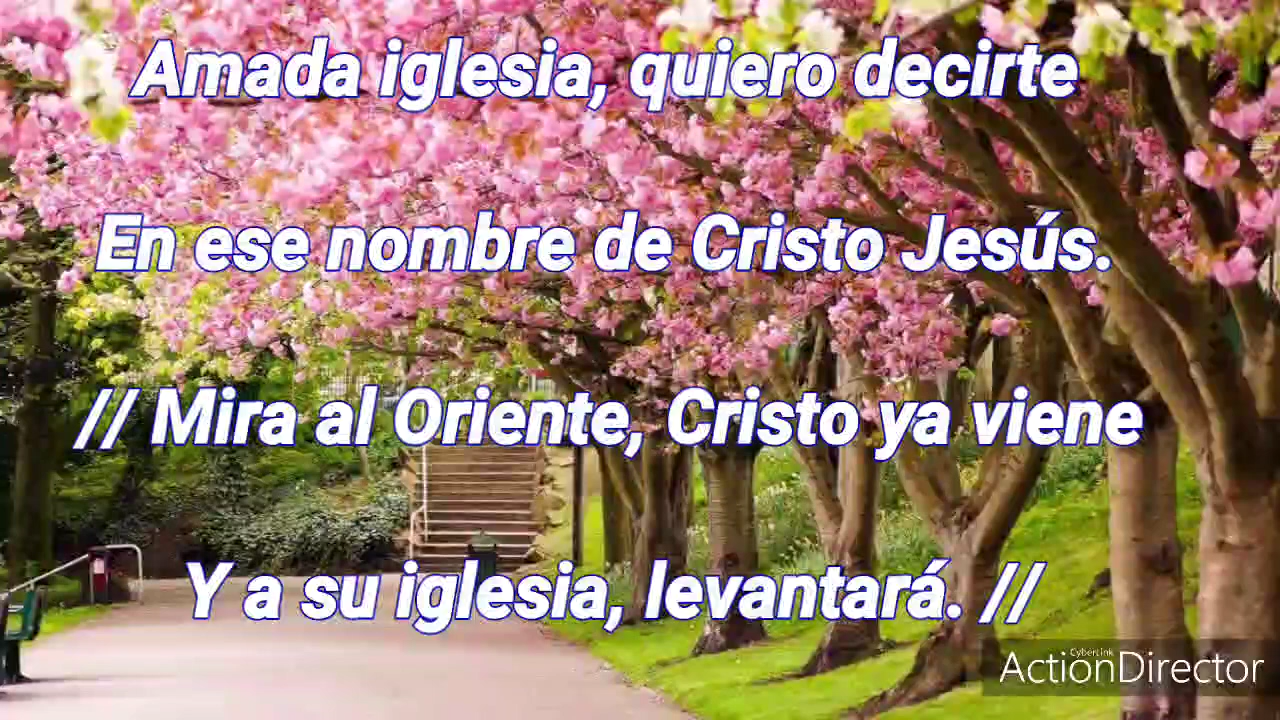 Amada iglesia, quiero decirte
En ese nombre de Cristo Jesús.
// Mira al Oriente, Cristo ya viene
Y a su iglesia, levantará. //
CyberLink
ActionDirector